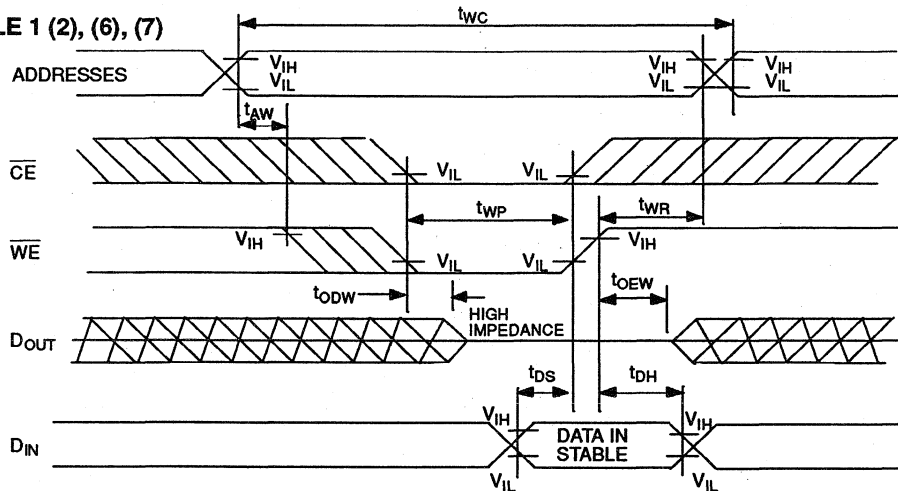 LE 1 (2), (6), (7)
tWC
ADDRESSES
VIH
VIL
VIH
VIL
VIH
VIL
tAW
CE
VIL
VIL
tWP
tWR
WE
VIH
VIL
VIL
VIH
tODW
HIGH
IMPEDANCE
tOEW
DOUT
tDS
tDH
DIN
VIH
VIL
DATA IN
STABLE
VIH
VIL